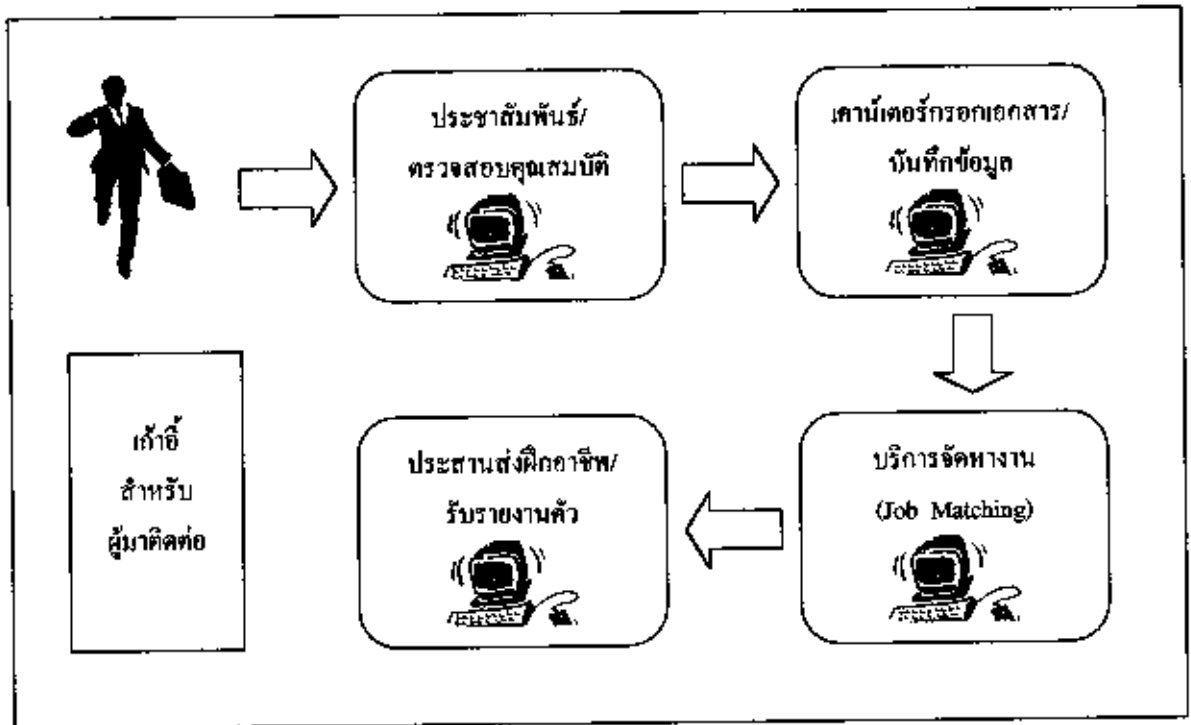 ประชาสัมพันธ์/
ตรวจสอบคุณสมบัติ
เคาน์เตอร์กรอกเอกสาร/
บันทึกข้อมูล
บริการจัดหางาน
(Job Matching)
ประสานส่งฝึกอาชีพ/
รับรายงานตัว
เก้าอี้
สำหรับ
ผู้มาติดต่อ